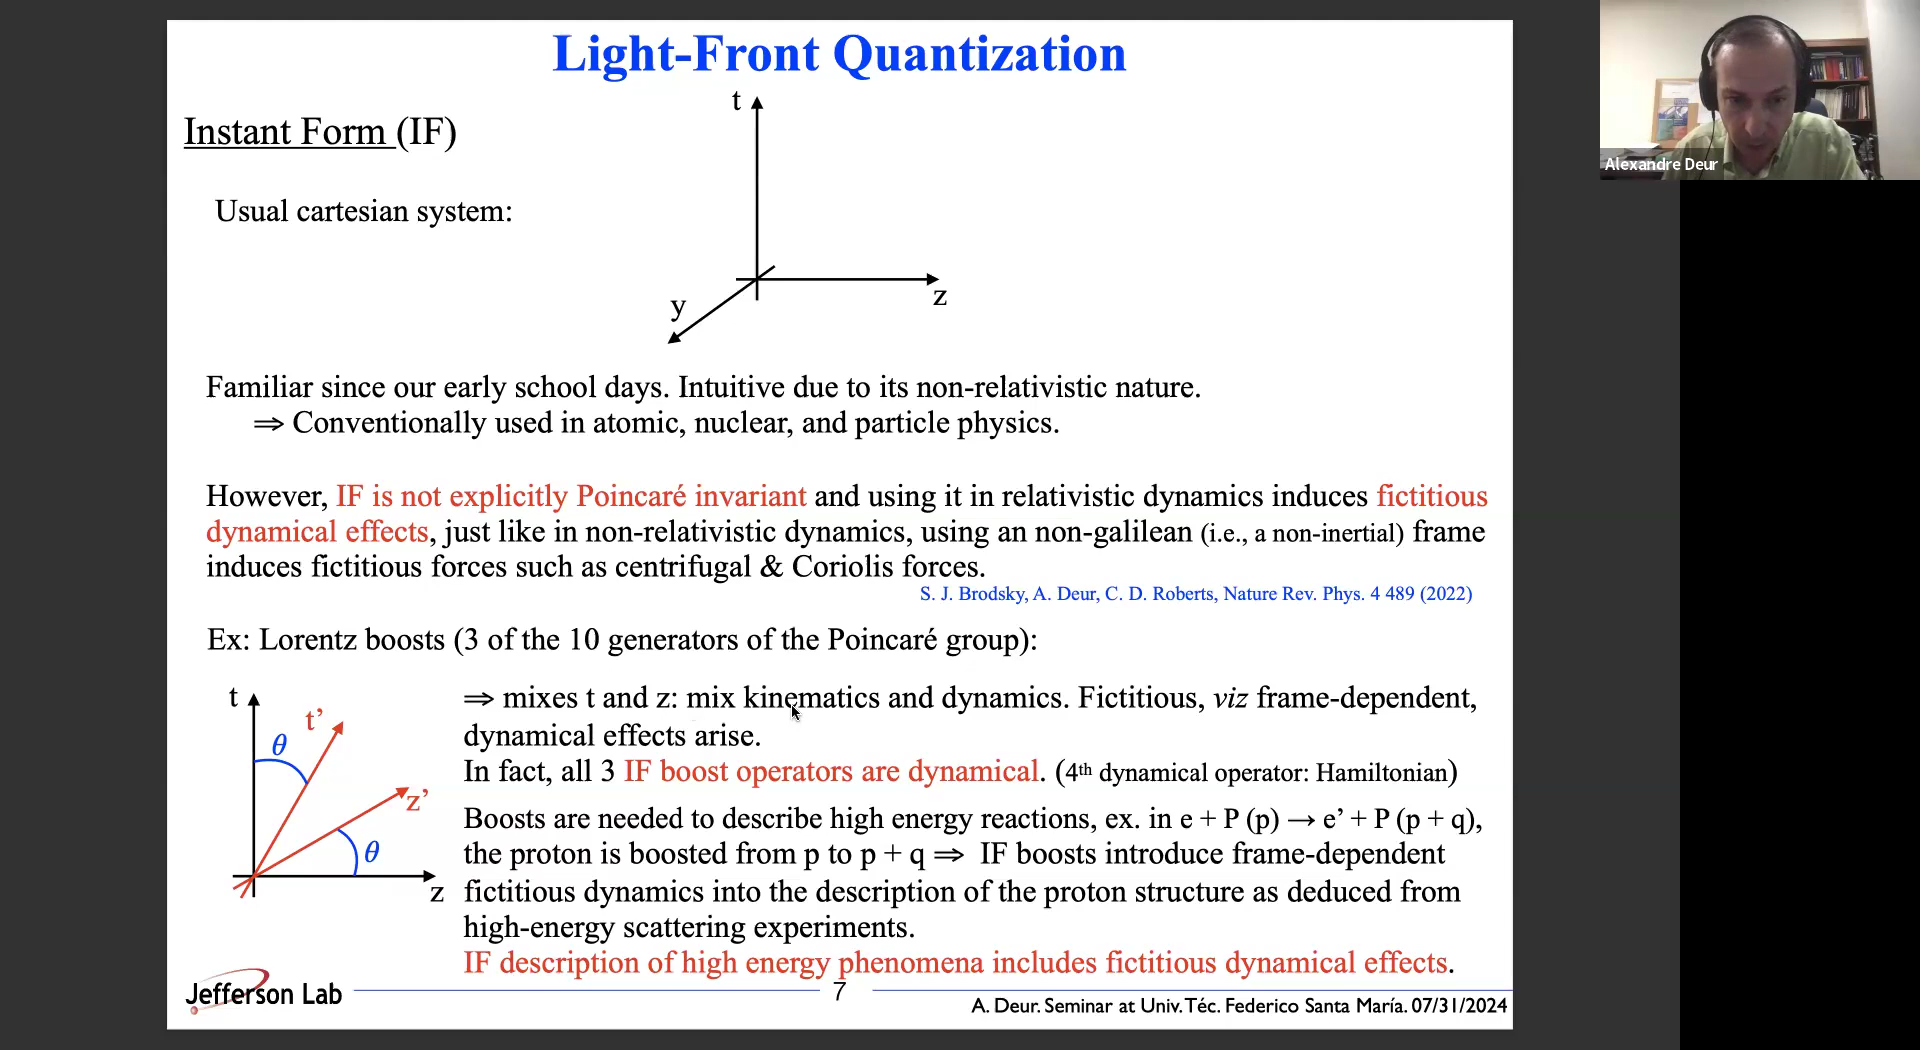 Light-Front Quantization
Instant Form (IF)
t
Usual cartesian system:
y
z
Familiar since our early school days. Intuitive due to its non-relativistic nature.
⇒ Conventionally used in atomic, nuclear, and particle physics.
However, IF is not explicitly Poincaré invariant and using it in relativistic dynamics induces fictitious
dynamical effects, just like in non-relativistic dynamics, using an non-galilean (i.e., a non-inertial) frame
induces fictitious forces such as centrifugal & Coriolis forces.
S. J. Brodsky, A. Deur, C. D. Roberts, Nature Rev. Phys. 4 489 (2022)
Ex: Lorentz boosts (3 of the 10 generators of the Poincaré group):
t
t’
θ
z’
θ
z
⇒ mixes t and z: mix kinematics and dynamics. Fictitious, viz frame-dependent,
dynamical effects arise.
In fact, all 3 IF boost operators are dynamical. (4th dynamical operator: Hamiltonian)
Boosts are needed to describe high energy reactions, ex. in e + P (p) → e’ + P (p + q),
the proton is boosted from p to p + q ⇒ IF boosts introduce frame-dependent
fictitious dynamics into the description of the proton structure as deduced from
high-energy scattering experiments.
IF description of high energy phenomena includes fictitious dynamical effects.
Jefferson Lab
7
A. Deur. Seminar at Univ. Téc. Federico Santa María. 07/31/2024
Alexandre Deur